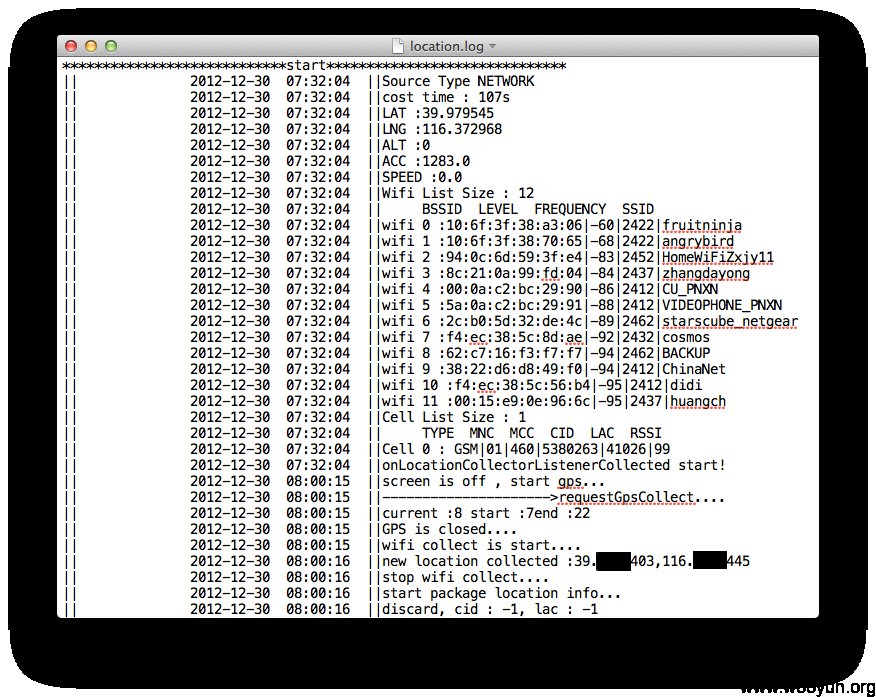 location.log
****************************start******************************
|| 2012-12-30 07:32:04 ||Source Type NETWORK
|| 2012-12-30 07:32:04 ||cost time : 107s
|| 2012-12-30 07:32:04 ||LAT :39.979545
|| 2012-12-30 07:32:04 ||LNG :116.372968
|| 2012-12-30 07:32:04 ||ALT :0
|| 2012-12-30 07:32:04 ||ACC :1283.0
|| 2012-12-30 07:32:04 ||SPEED :0.0
|| 2012-12-30 07:32:04 ||Wifi List Size : 12
|| 2012-12-30 07:32:04 || BSSID LEVEL FREQUENCY SSID
|| 2012-12-30 07:32:04 ||wifi 0 :10:6f:3f:38:a3:06|-60|2422|fruitninja
|| 2012-12-30 07:32:04 ||wifi 1 :10:6f:3f:38:70:65|-68|2422|angrybird
|| 2012-12-30 07:32:04 ||wifi 2 :94:0c:6d:59:3f:e4|-83|2452|HomeWiFiZxjy11
|| 2012-12-30 07:32:04 ||wifi 3 :8c:21:0a:99:fd:04|-84|2437|zhangdayong
|| 2012-12-30 07:32:04 ||wifi 4 :00:0a:c2:bc:29:90|-86|2412|CU_PNXN
|| 2012-12-30 07:32:04 ||wifi 5 :5a:0a:c2:bc:29:91|-88|2412|VIDEOPHONE_PNXN
|| 2012-12-30 07:32:04 ||wifi 6 :2c:b0:5d:32:de:4c|-89|2462|starscube_netgear
|| 2012-12-30 07:32:04 ||wifi 7 :f4:ec:38:5c:8d:ae|-92|2432|cosmos
|| 2012-12-30 07:32:04 ||wifi 8 :62:c7:16:f3:f7:f7|-94|2462|BACKUP
|| 2012-12-30 07:32:04 ||wifi 9 :38:22:d6:d8:49:f0|-94|2412|ChinaNet
|| 2012-12-30 07:32:04 ||wifi 10 :f4:ec:38:5c:56:b4|-95|2412|didi
|| 2012-12-30 07:32:04 ||wifi 11 :00:15:e9:0e:96:6c|-95|2437|huangch
|| 2012-12-30 07:32:04 ||Cell List Size : 1
|| 2012-12-30 07:32:04 || TYPE MNC MCC CID LAC RSSI
|| 2012-12-30 07:32:04 ||Cell 0 : GSM|01|460|5380263|41026|99
|| 2012-12-30 07:32:04 ||onLocationCollectorListenerCollected start!
|| 2012-12-30 08:00:15 ||screen is off , start gps...
|| 2012-12-30 08:00:15 ||--------------------->requestGpsCollect....
|| 2012-12-30 08:00:15 ||current :8 start :7end :22
|| 2012-12-30 08:00:15 ||GPS is closed....
|| 2012-12-30 08:00:15 ||wifi collect is start....
|| 2012-12-30 08:00:16 ||new location collected :39. 403,116. 445
|| 2012-12-30 08:00:16 ||stop wifi collect....
|| 2012-12-30 08:00:16 ||start package location info...
|| 2012-12-30 08:00:16 ||discard, cid : -1, lac : -1
www.wooyun.org